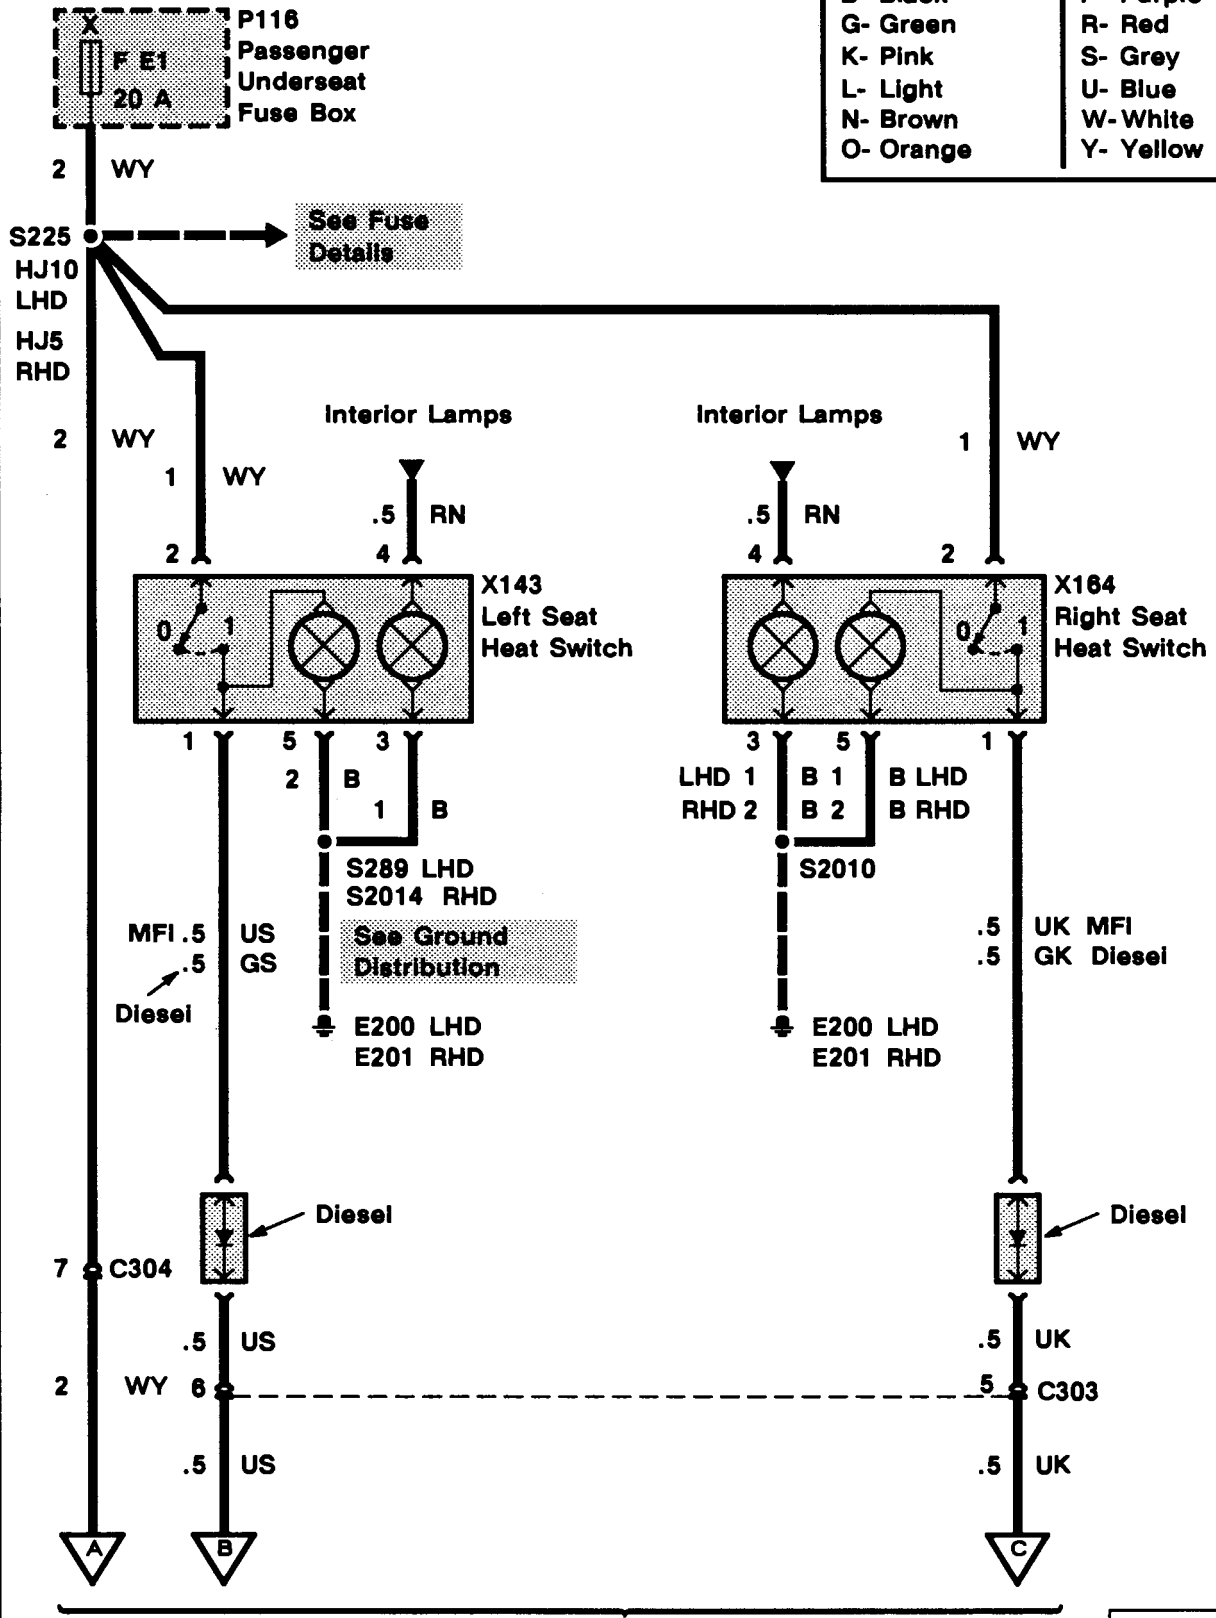 X
F E1
20 A
P116
Passenger
Underseat
Fuse Box
G- Green
K- Pink
L- Light
N- Brown
O- Orange
R- Red
S- Grey
U- Blue
W- White
Y- Yellow
2 WY
S225
HJ10
LHD
HJ5
RHD
See Fuse
Details
2 WY
1 WY
Interior Lamps
.5 RN
Interior Lamps
.5 RN
1 WY
2 4
4 2
0 1
X143
Left Seat
Heat Switch
0 1
X164
Right Seat
Heat Switch
1 5 3
2 B
1 B
3 5 1
LHD 1 B 1 B LHD
RHD 2 B 2 B RHD
S289 LHD
S2014 RHD
S2010
MFI .5 US
.5 GS
Diesel
See Ground
Distribution
.5 UK MFI
.5 GK Diesel
E200 LHD
E201 RHD
E200 LHD
E201 RHD
Diesel
Diesel
7 C304
.5 US
.5 UK
2 WY 6
5 C303
.5 US
.5 UK
A
B
C